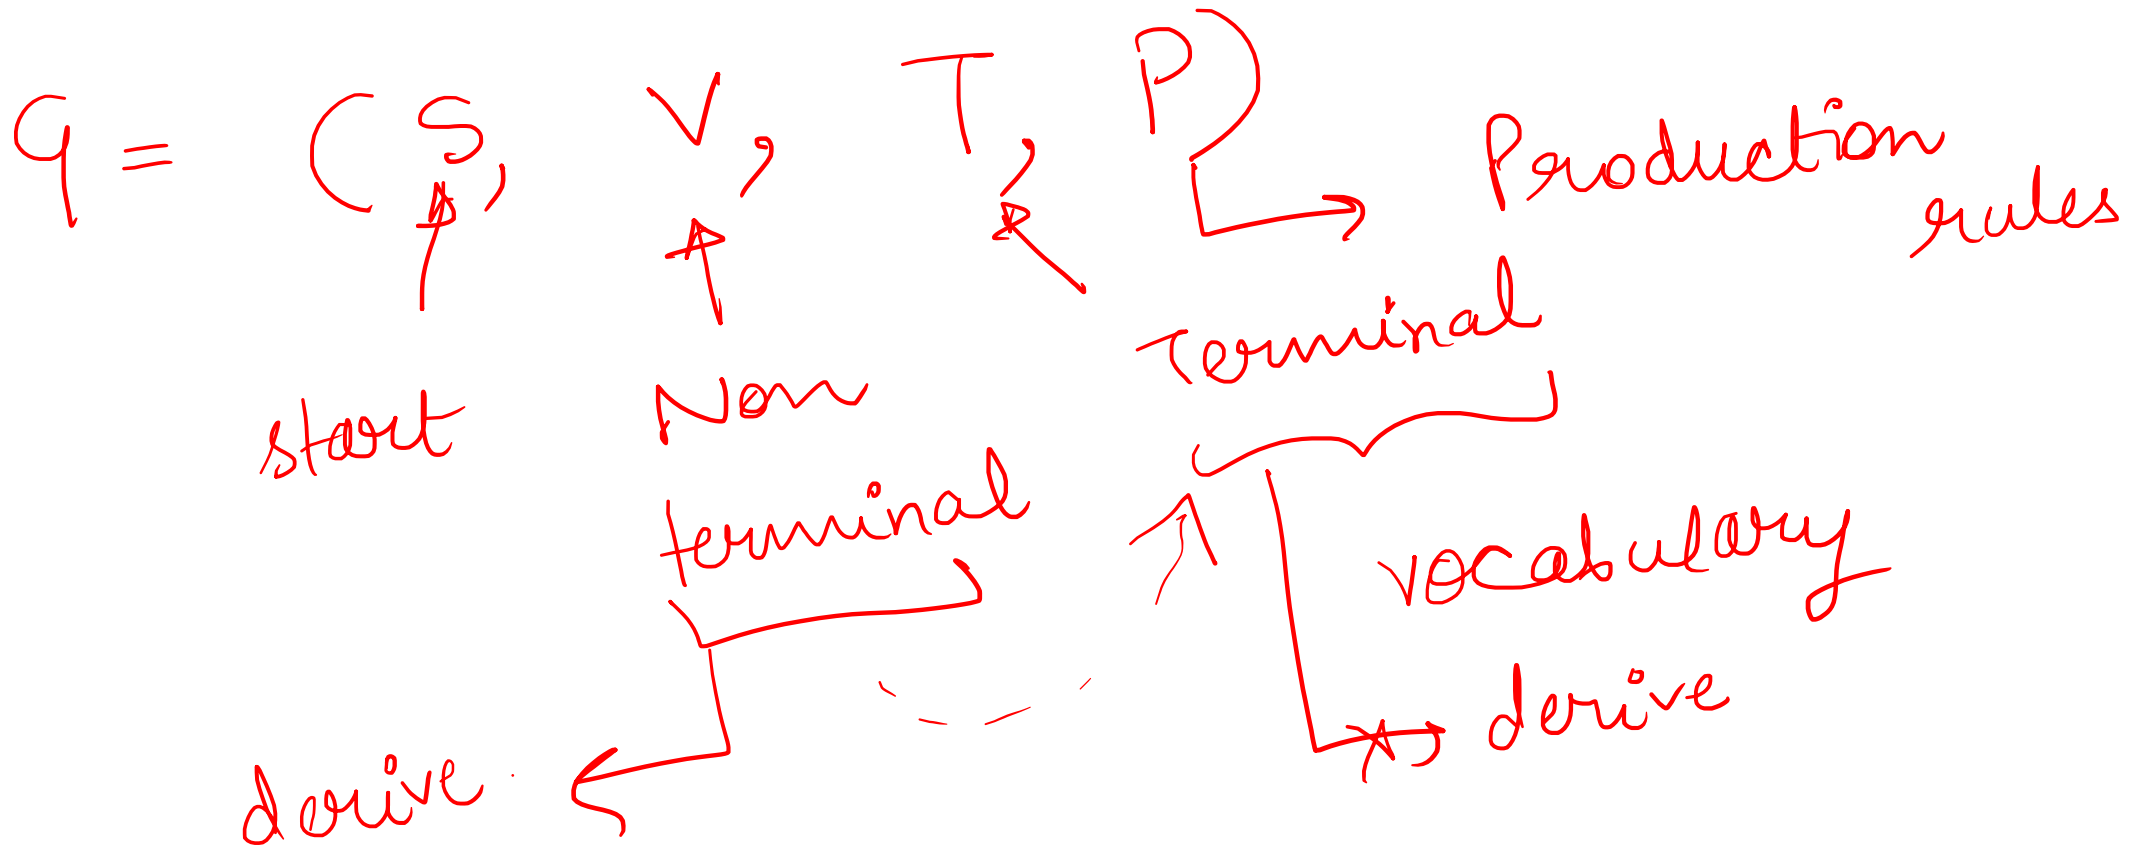 G = (S, V, T, P)
Production
rules
Terminal
start
Non
terminal
vocabulary
derive
derive